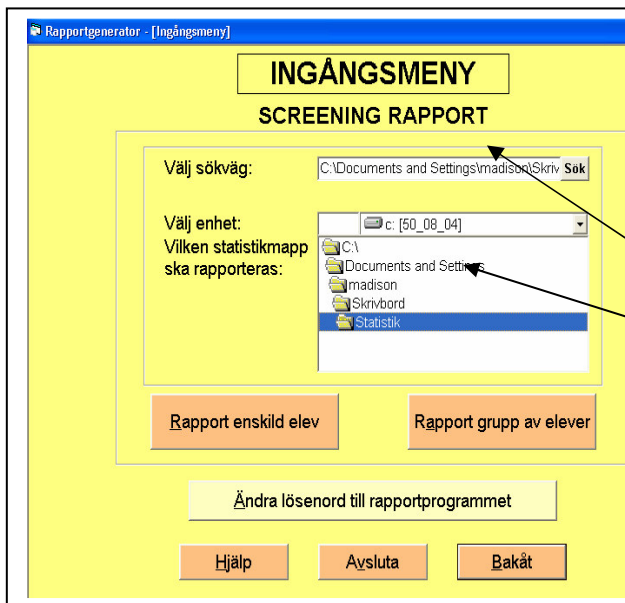 Rapportgenerator - [Ingångsmeny]
INGÅNGSMENY
SCREENING RAPPORT
Välj sökväg:
C:\Documents and Settings\madison\Skriv Sök
Välj enhet:
c: [50_08_04]
Vilken statistikmapp
ska rapporteras:
C:\
Documents and Settings
madison
Skrivbord
Statistik
Rapport enskild elev
Rapport grupp av elever
Ändra lösenord till rapportprogrammet
Hjälp
Avsluta
Bakåt